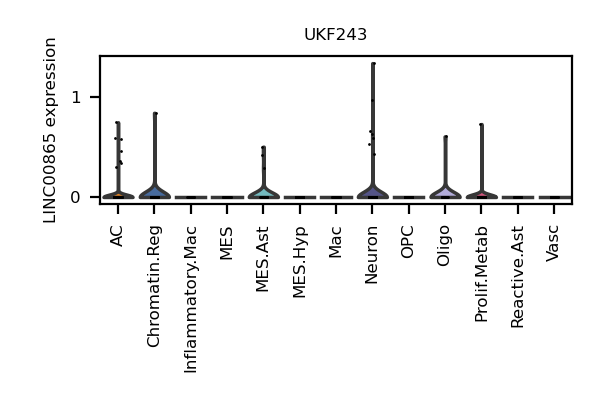 UKF243
LINC00865 expression
1
0
AC
Chromatin.Reg
Inflammatory.Mac
MES
MES.Ast
MES.Hyp
Mac
Neuron
OPC
Oligo
Prolif.Metab
Reactive.Ast
Vasc